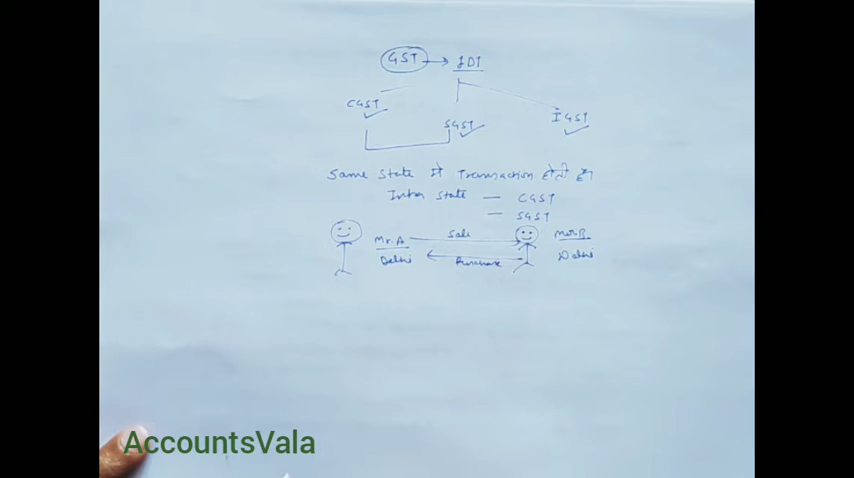 GST → IDT
CGST SGST IGST
Same State में Transaction होती है।
Intra State — CGST
— SGST
Mr. A Sale Mr. B
Delhi Purchase Delhi
AccountsVala